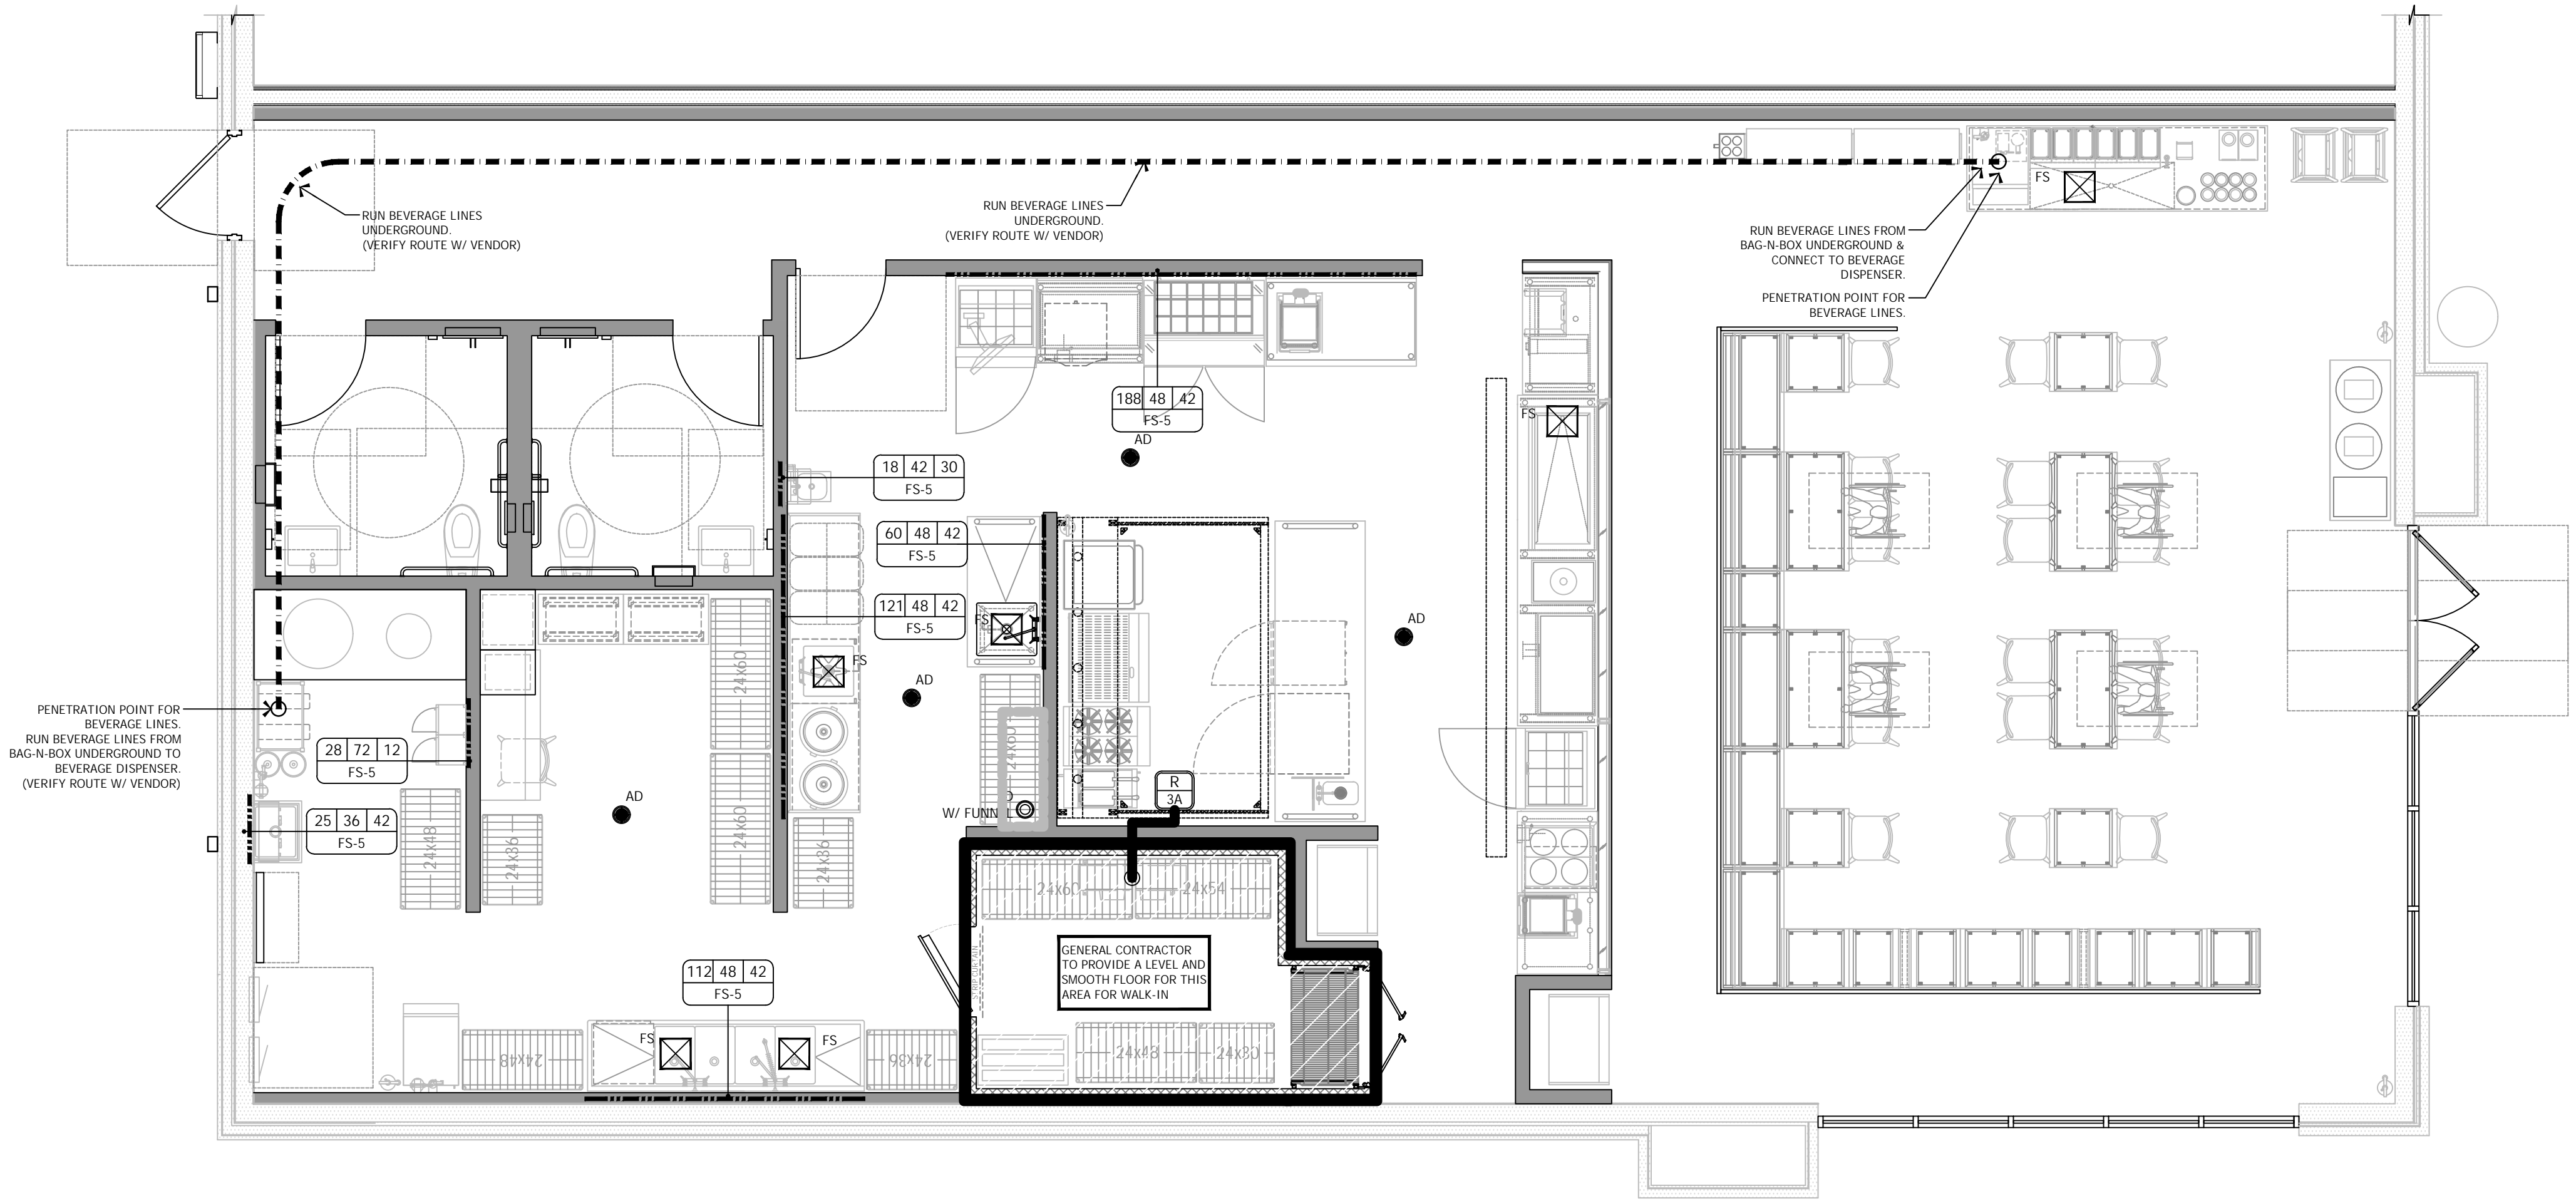 RUN BEVERAGE LINES
UNDERGROUND.
(VERIFY ROUTE W/ VENDOR)
RUN BEVERAGE LINES
UNDERGROUND.
(VERIFY ROUTE W/ VENDOR)
FS
RUN BEVERAGE LINES FROM
BAG-N-BOX UNDERGROUND &
CONNECT TO BEVERAGE
DISPENSER.
PENETRATION POINT FOR
BEVERAGE LINES.
188 48 42
FS-5
AD
FS
18 42 30
FS-5
60 48 42
FS-5
121 48 42
FS-5
FS
AD
FS
24x60
AD
24x60
PENETRATION POINT FOR
BEVERAGE LINES.
RUN BEVERAGE LINES FROM
BAG-N-BOX UNDERGROUND TO
BEVERAGE DISPENSER.
(VERIFY ROUTE W/ VENDOR)
28 72 12
FS-5
25 36 42
FS-5
AD
24x60
24x48
24x36
24x36
W/ FUNN L
R
3A
24x60
24x54
STRIP CURTAIN
GENERAL CONTRACTOR
TO PROVIDE A LEVEL AND
SMOOTH FLOOR FOR THIS
AREA FOR WALK-IN
112 48 42
FS-5
FS
FS
24x48
24x36
24x48
24x30